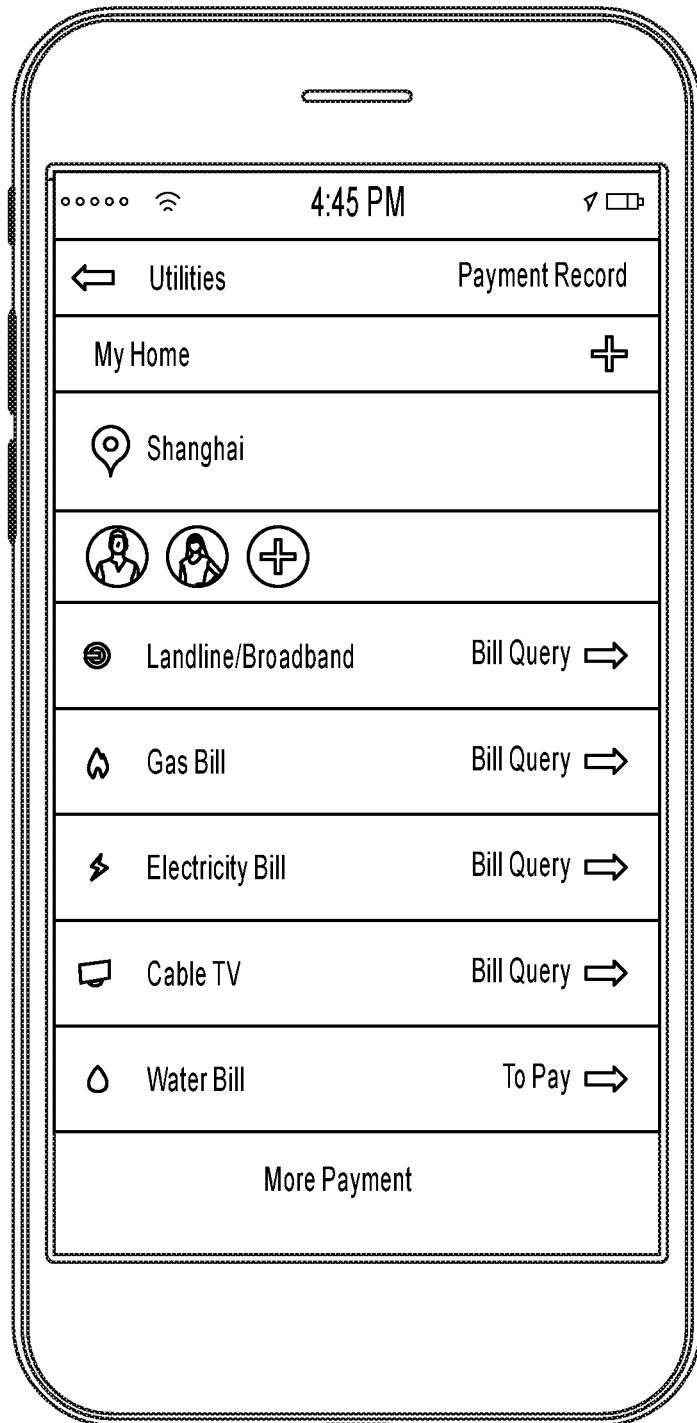 4:45 PM
Utilities Payment Record
My Home
Shanghai
Landline/Broadband Bill Query
Gas Bill Bill Query
Electricity Bill Bill Query
Cable TV Bill Query
Water Bill To Pay
More Payment